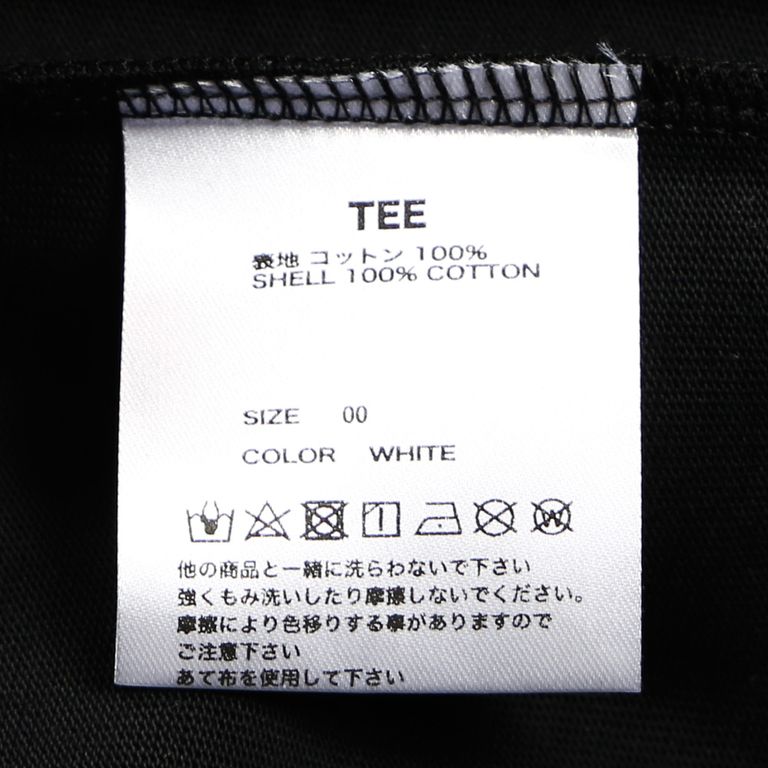 TEE
表地 コットン 100%
SHELL 100% COTTON
SIZE 00
COLOR WHITE
W
他の商品と一緒に洗らわないで下さい
強くもみ洗いしたり摩擦しないでください。
摩擦により色移りする事がありますので
ご注意下さい
あて布を使用して下さい